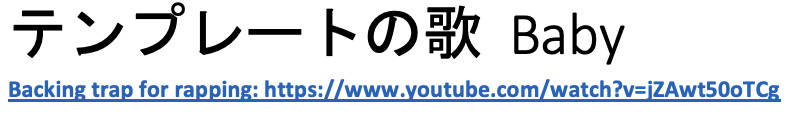 テンプレートの歌 Baby
Backing trap for rapping: https://www.youtube.com/watch?v=jZAwt50oTCg